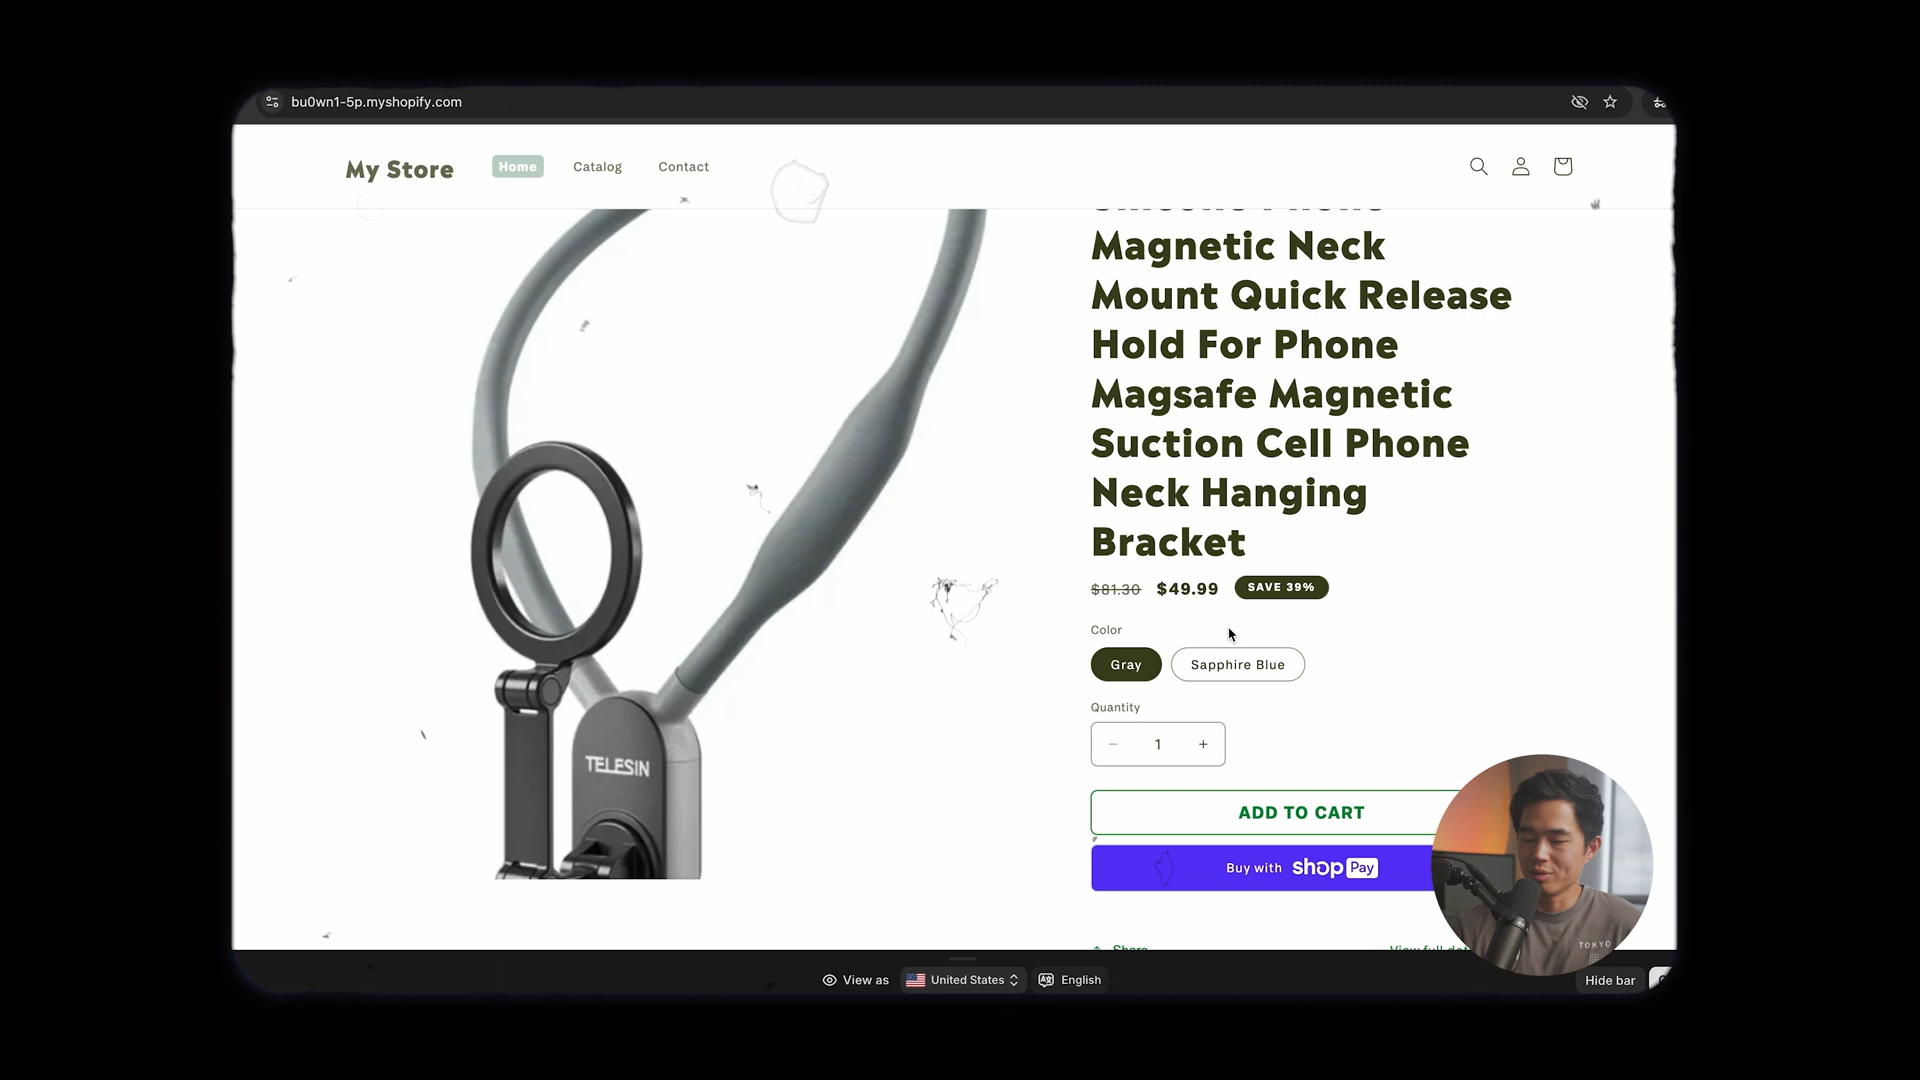 bu0wn1-5p.myshopify.com
My Store
Home
Catalog
Contact
Magnetic Neck
Mount Quick Release
Hold For Phone
Magsafe Magnetic
Suction Cell Phone
Neck Hanging
Bracket
$81.30 $49.99 SAVE 39%
Color
Gray
Sapphire Blue
Quantity
− 1 +
TELESIN
ADD TO CART
Buy with shop Pay
Share
TOKYO
View as
United States
English
Hide bar